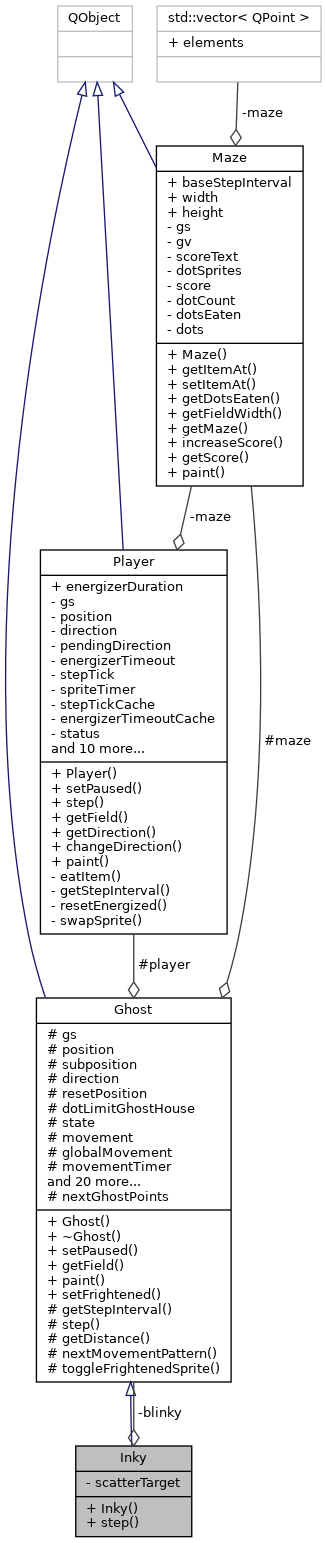 QObject
std::vector< QPoint >
+ elements
-maze
Maze
+ baseStepInterval
+ width
+ height
- gs
- gv
- scoreText
- dotSprites
- score
- dotCount
- dotsEaten
- dots
+ Maze()
+ getItemAt()
+ setItemAt()
+ getDotsEaten()
+ getFieldWidth()
+ getMaze()
+ increaseScore()
+ getScore()
+ paint()
-maze
Player
+ energizerDuration
- gs
- position
- direction
- pendingDirection
- energizerTimeout
- stepTick
- spriteTimer
- stepTickCache
- energizerTimeoutCache
- status
and 10 more...
+ Player()
+ setPaused()
+ step()
+ getField()
+ getDirection()
+ changeDirection()
+ paint()
- eatItem()
- getStepInterval()
- resetEnergized()
- swapSprite()
#maze
#player
Ghost
# gs
# position
# subposition
# direction
# resetPosition
# dotLimitGhostHouse
# state
# movement
# globalMovement
# movementTimer
and 20 more...
# nextGhostPoints
+ Ghost()
+ ~Ghost()
+ setPaused()
+ getField()
+ paint()
+ setFrightened()
# getStepInterval()
# step()
# getDistance()
# nextMovementPattern()
# toggleFrightenedSprite()
-blinky
Inky
- scatterTarget
+ Inky()
+ step()